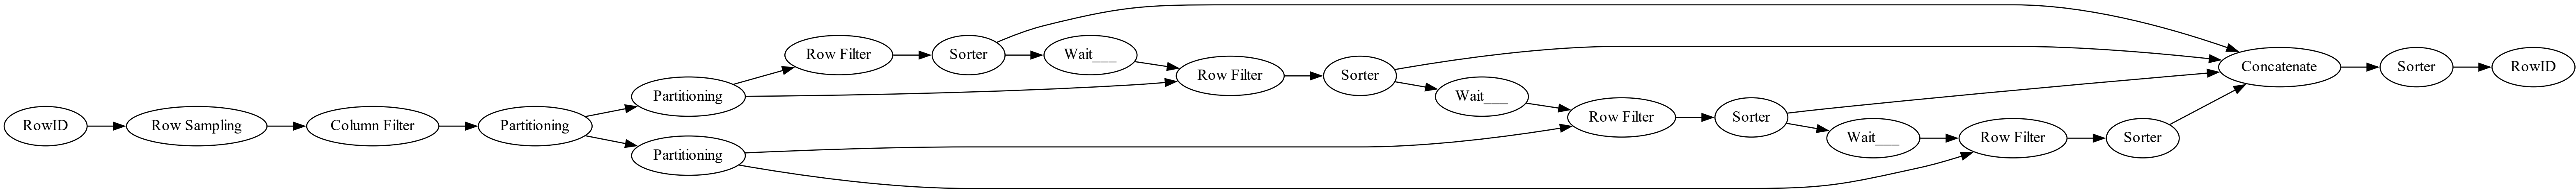 RowID
Row Sampling
Column Filter
Partitioning
Partitioning
Partitioning
Row Filter
Sorter
Wait___
Row Filter
Sorter
Wait___
Row Filter
Sorter
Wait___
Row Filter
Sorter
Concatenate
Sorter
RowID